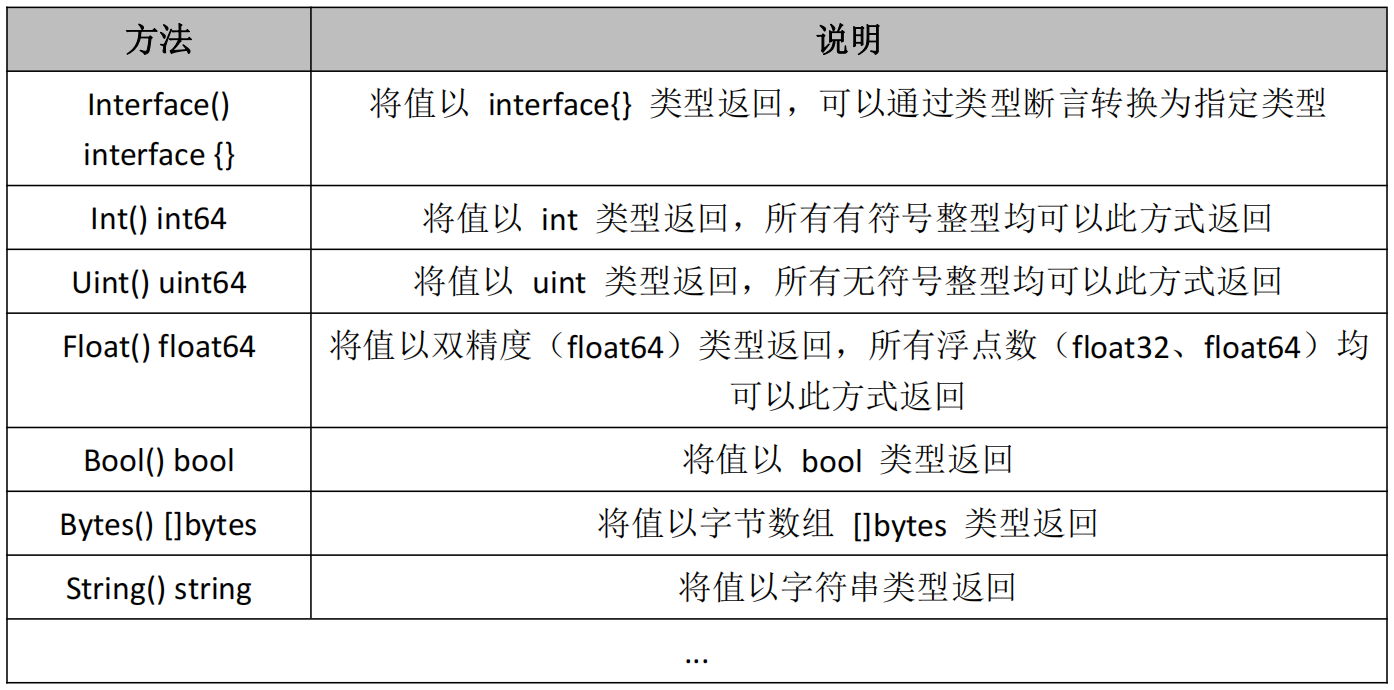 方法
说明
Interface()
interface {}
将值以 interface{} 类型返回，可以通过类型断言转换为指定类型
Int() int64
将值以 int 类型返回，所有有符号整型均可以此方式返回
Uint() uint64
将值以 uint 类型返回，所有无符号整型均可以此方式返回
Float() float64
将值以双精度（float64）类型返回，所有浮点数（float32、float64）均
可以此方式返回
Bool() bool
将值以 bool 类型返回
Bytes() []bytes
将值以字节数组 []bytes 类型返回
String() string
将值以字符串类型返回
...